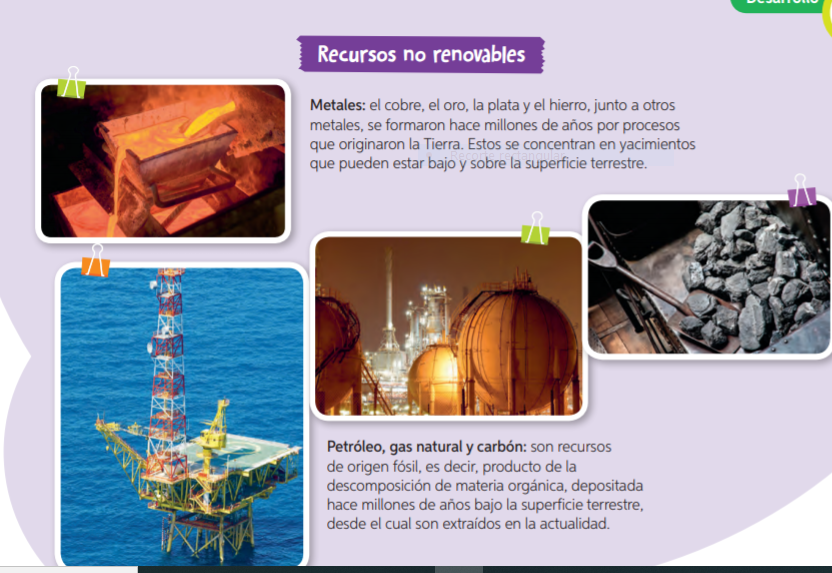 Desarrollo
Recursos no renovables
Metales: el cobre, el oro, la plata y el hierro, junto a otros
metales, se formaron hace millones de años por procesos
que originaron la Tierra. Estos se concentran en yacimientos
que pueden estar bajo y sobre la superficie terrestre.
Petróleo, gas natural y carbón: son recursos
de origen fósil, es decir, producto de la
descomposición de materia orgánica, depositada
hace millones de años bajo la superficie terrestre,
desde el cual son extraídos en la actualidad.